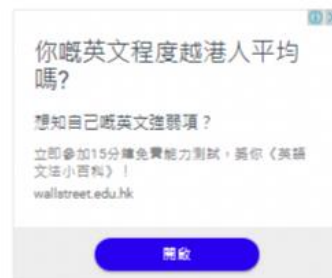 你嘅英文程度越港人平均
嗎?
想知自己嘅英文強弱項？
立即參加15分鐘免費能力測試，獎你《英語
文法小百科》！
wallstreet.edu.hk
開啟